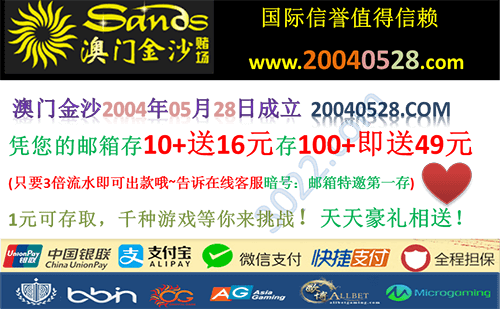 Sands
澳门金沙赌场
国际信誉值得信赖
www.20040528.com
澳门金沙2004年05月28日成立 20040528.COM
凭您的邮箱存10+送16元存100+即送49元
(只要3倍流水即可出款哦~告诉在线客服暗号:邮箱特邀第一存)
1元可存取，千种游戏等你来挑战！天天豪礼相送！
UnionPay 银联 中国银联 China UnionPay 支付宝 ALIPAY 微信支付 快捷支付 全程担保
bbin CG AG Asia Gaming 欧博 ALLBET allbetgaming.com Microgaming